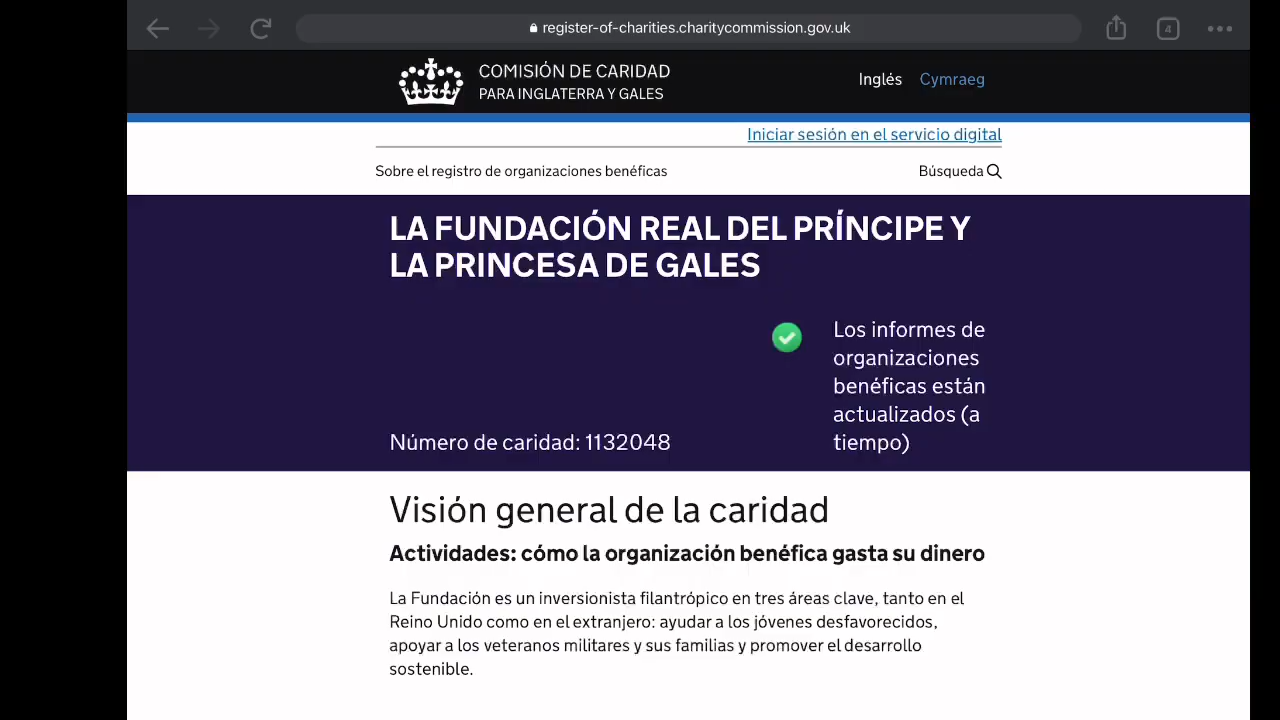 register-of-charities.charitycommission.gov.uk
4
COMISIÓN DE CARIDAD
PARA INGLATERRA Y GALES
Inglés Cymraeg
Iniciar sesión en el servicio digital
Sobre el registro de organizaciones benéficas
Búsqueda
LA FUNDACIÓN REAL DEL PRÍNCIPE Y
LA PRINCESA DE GALES
Número de caridad: 1132048
Los informes de
organizaciones
benéficas están
actualizados (a
tiempo)
Visión general de la caridad
Actividades: cómo la organización benéfica gasta su dinero
La Fundación es un inversionista filantrópico en tres áreas clave, tanto en el
Reino Unido como en el extranjero: ayudar a los jóvenes desfavorecidos,
apoyar a los veteranos militares y sus familias y promover el desarrollo
sostenible.